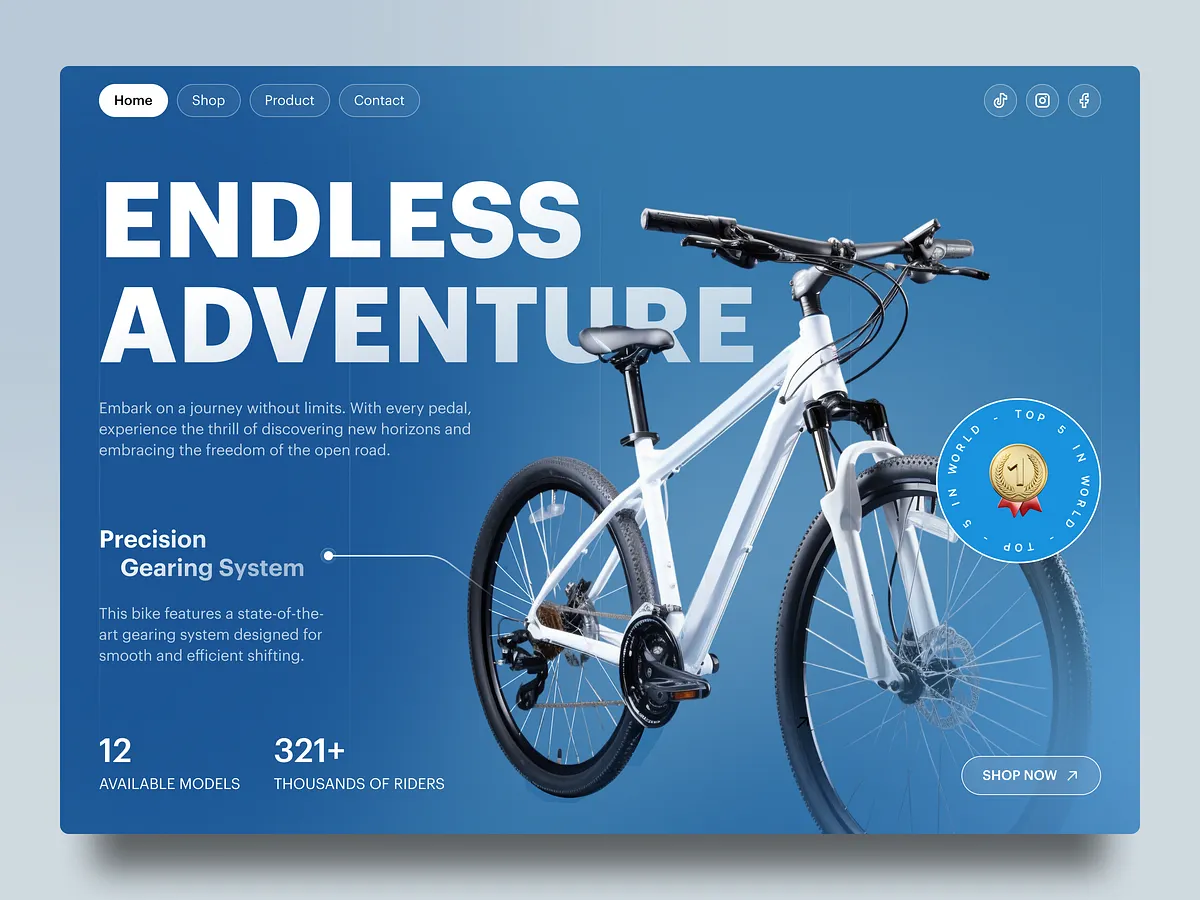 Home
Shop
Product
Contact
ENDLESS
ADVENTURE
Embark on a journey without limits. With every pedal,
experience the thrill of discovering new horizons and
embracing the freedom of the open road.
TOP 5 IN WORLD - TOP - 5 IN WORLD -
1
Precision
Gearing System
This bike features a state-of-the-
art gearing system designed for
smooth and efficient shifting.
12
AVAILABLE MODELS
321+
THOUSANDS OF RIDERS
SHOP NOW